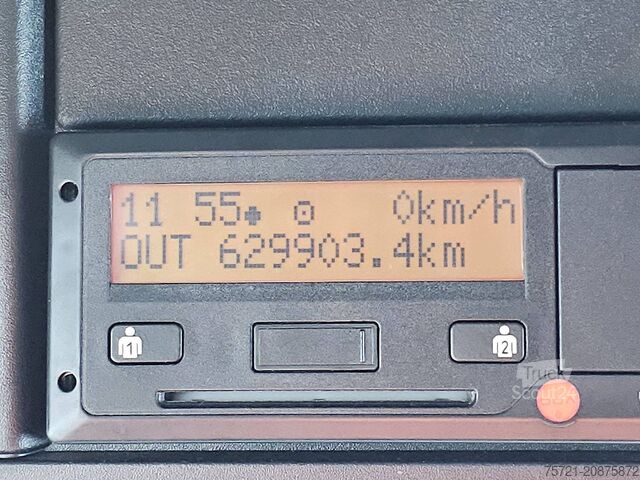 11 55 0km/h
OUT 629903.4km
1
2
Truck
Scout24
75721-20875872